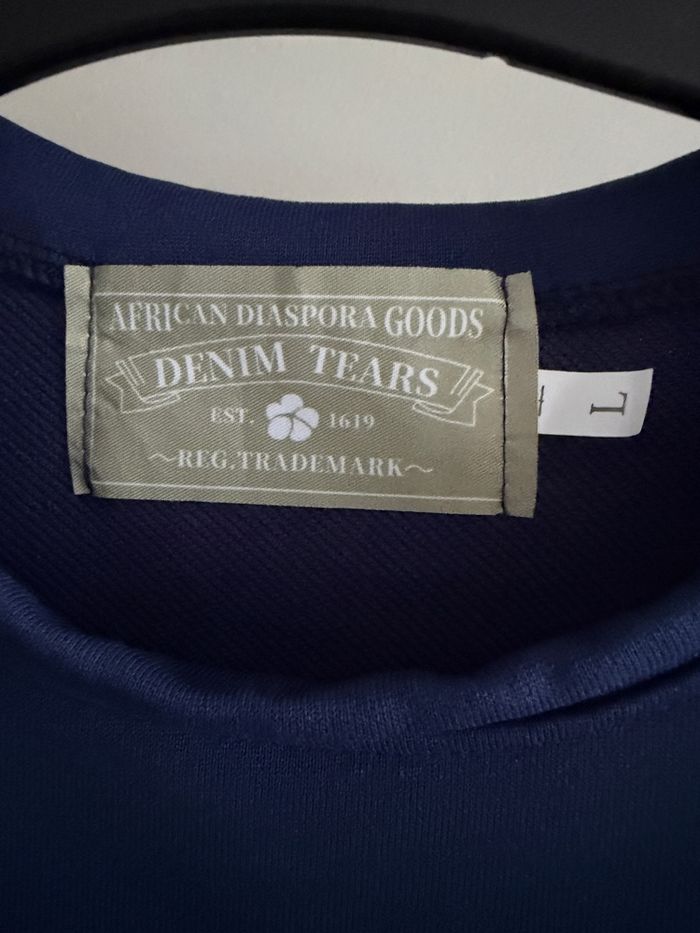 AFRICAN DIASPORA GOODS
DENIM TEARS
EST. 1619
~REG.TRADEMARK~
L